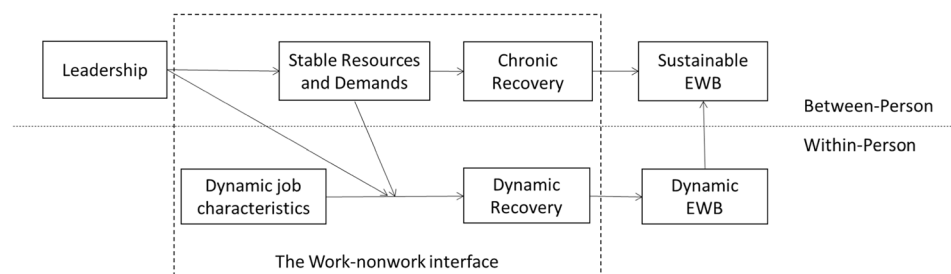 Leadership
Stable Resources
and Demands
Chronic
Recovery
Sustainable
EWB
Between-Person
Within-Person
Dynamic job
characteristics
Dynamic
Recovery
Dynamic
EWB
The Work-nonwork interface